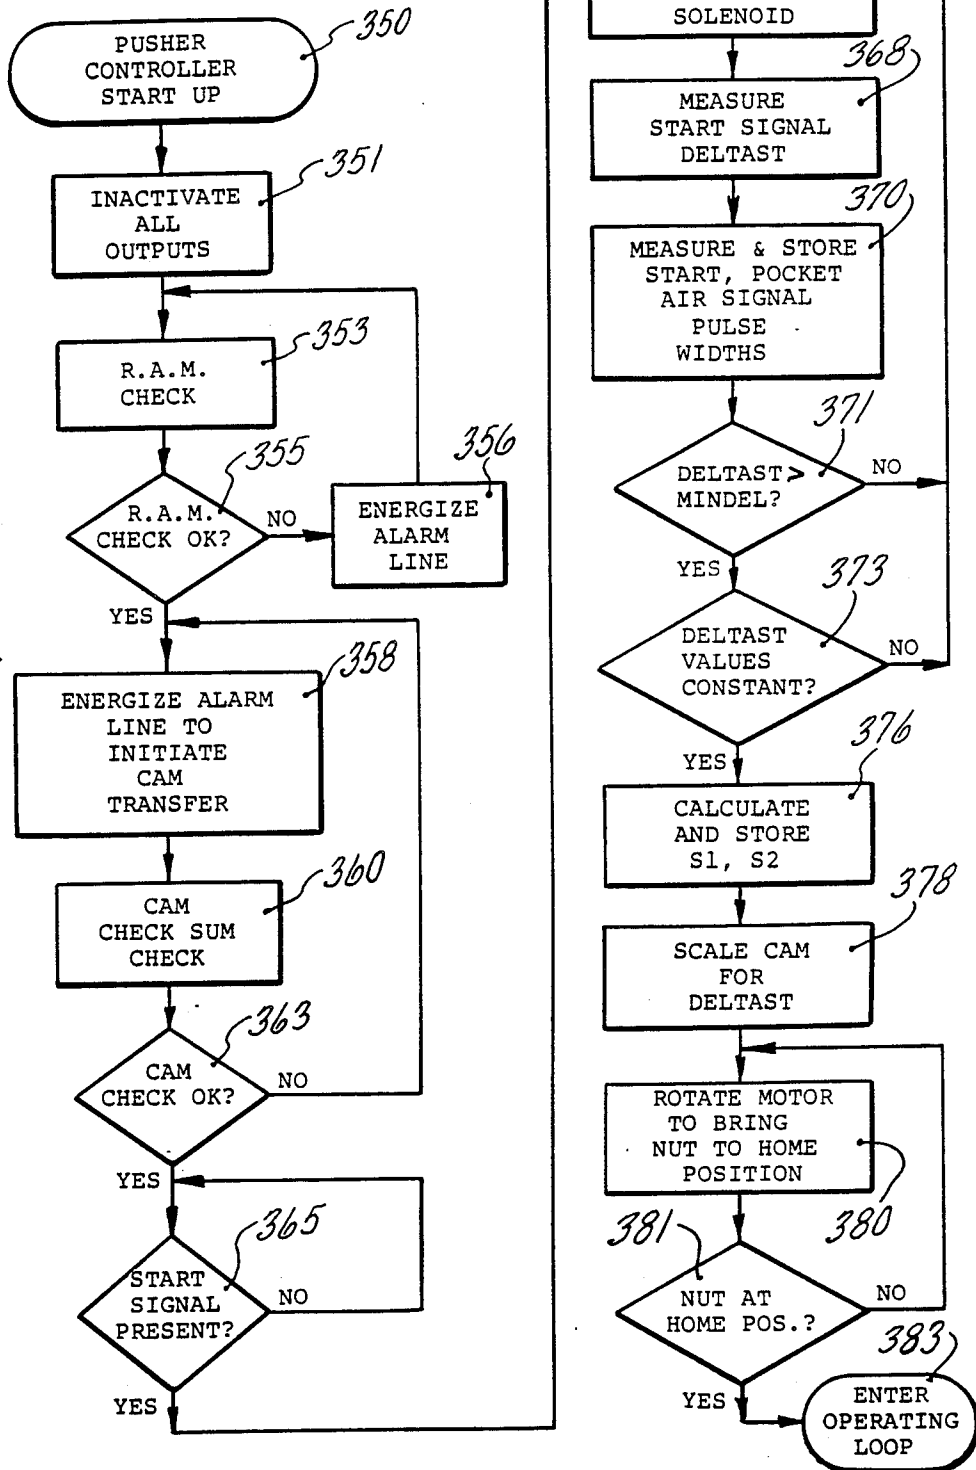 350
PUSHER
CONTROLLER
START UP
351
INACTIVATE
ALL
OUTPUTS
353
R.A.M.
CHECK
355
R.A.M.
CHECK OK?
NO
356
ENERGIZE
ALARM
LINE
YES
358
ENERGIZE ALARM
LINE TO
INITIATE
CAM
TRANSFER
360
CAM
CHECK SUM
CHECK
363
CAM
CHECK OK?
NO
YES
365
START
SIGNAL
PRESENT?
NO
YES
SOLENOID
368
MEASURE
START SIGNAL
DELTAST
370
MEASURE & STORE
START, POCKET
AIR SIGNAL
PULSE
WIDTHS
371
DELTAST>
MINDEL?
NO
YES
373
DELTAST
VALUES
CONSTANT?
NO
YES
376
CALCULATE
AND STORE
S1, S2
378
SCALE CAM
FOR
DELTAST
ROTATE MOTOR
TO BRING
NUT TO HOME
POSITION
380
381
NUT AT
HOME POS.?
NO
YES
383
ENTER
OPERATING
LOOP